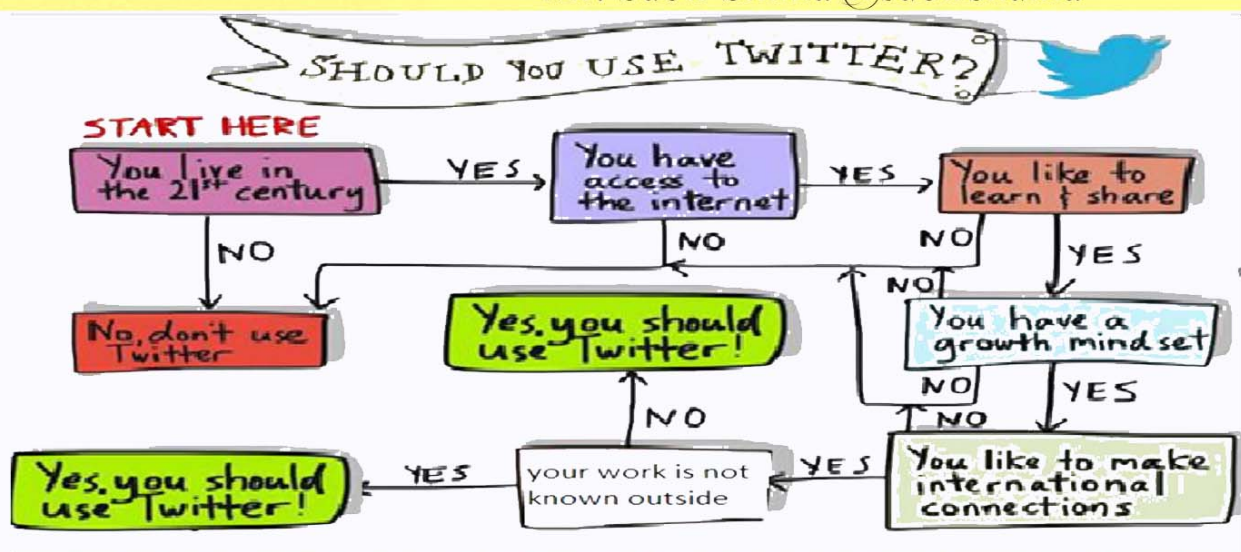 SHOULD YOU USE TWITTER?
START HERE
You live in
the 21st century
YES
You have
access to
the internet
YES
You like to
learn & share
NO
NO
NO
YES
No, don't use
Twitter
Yes, you should
use Twitter!
NO
You have a
growth mindset
NO
YES
NO
NO
Yes, you should
use Twitter!
YES
your work is not
known outside
YES
You like to make
international
connections